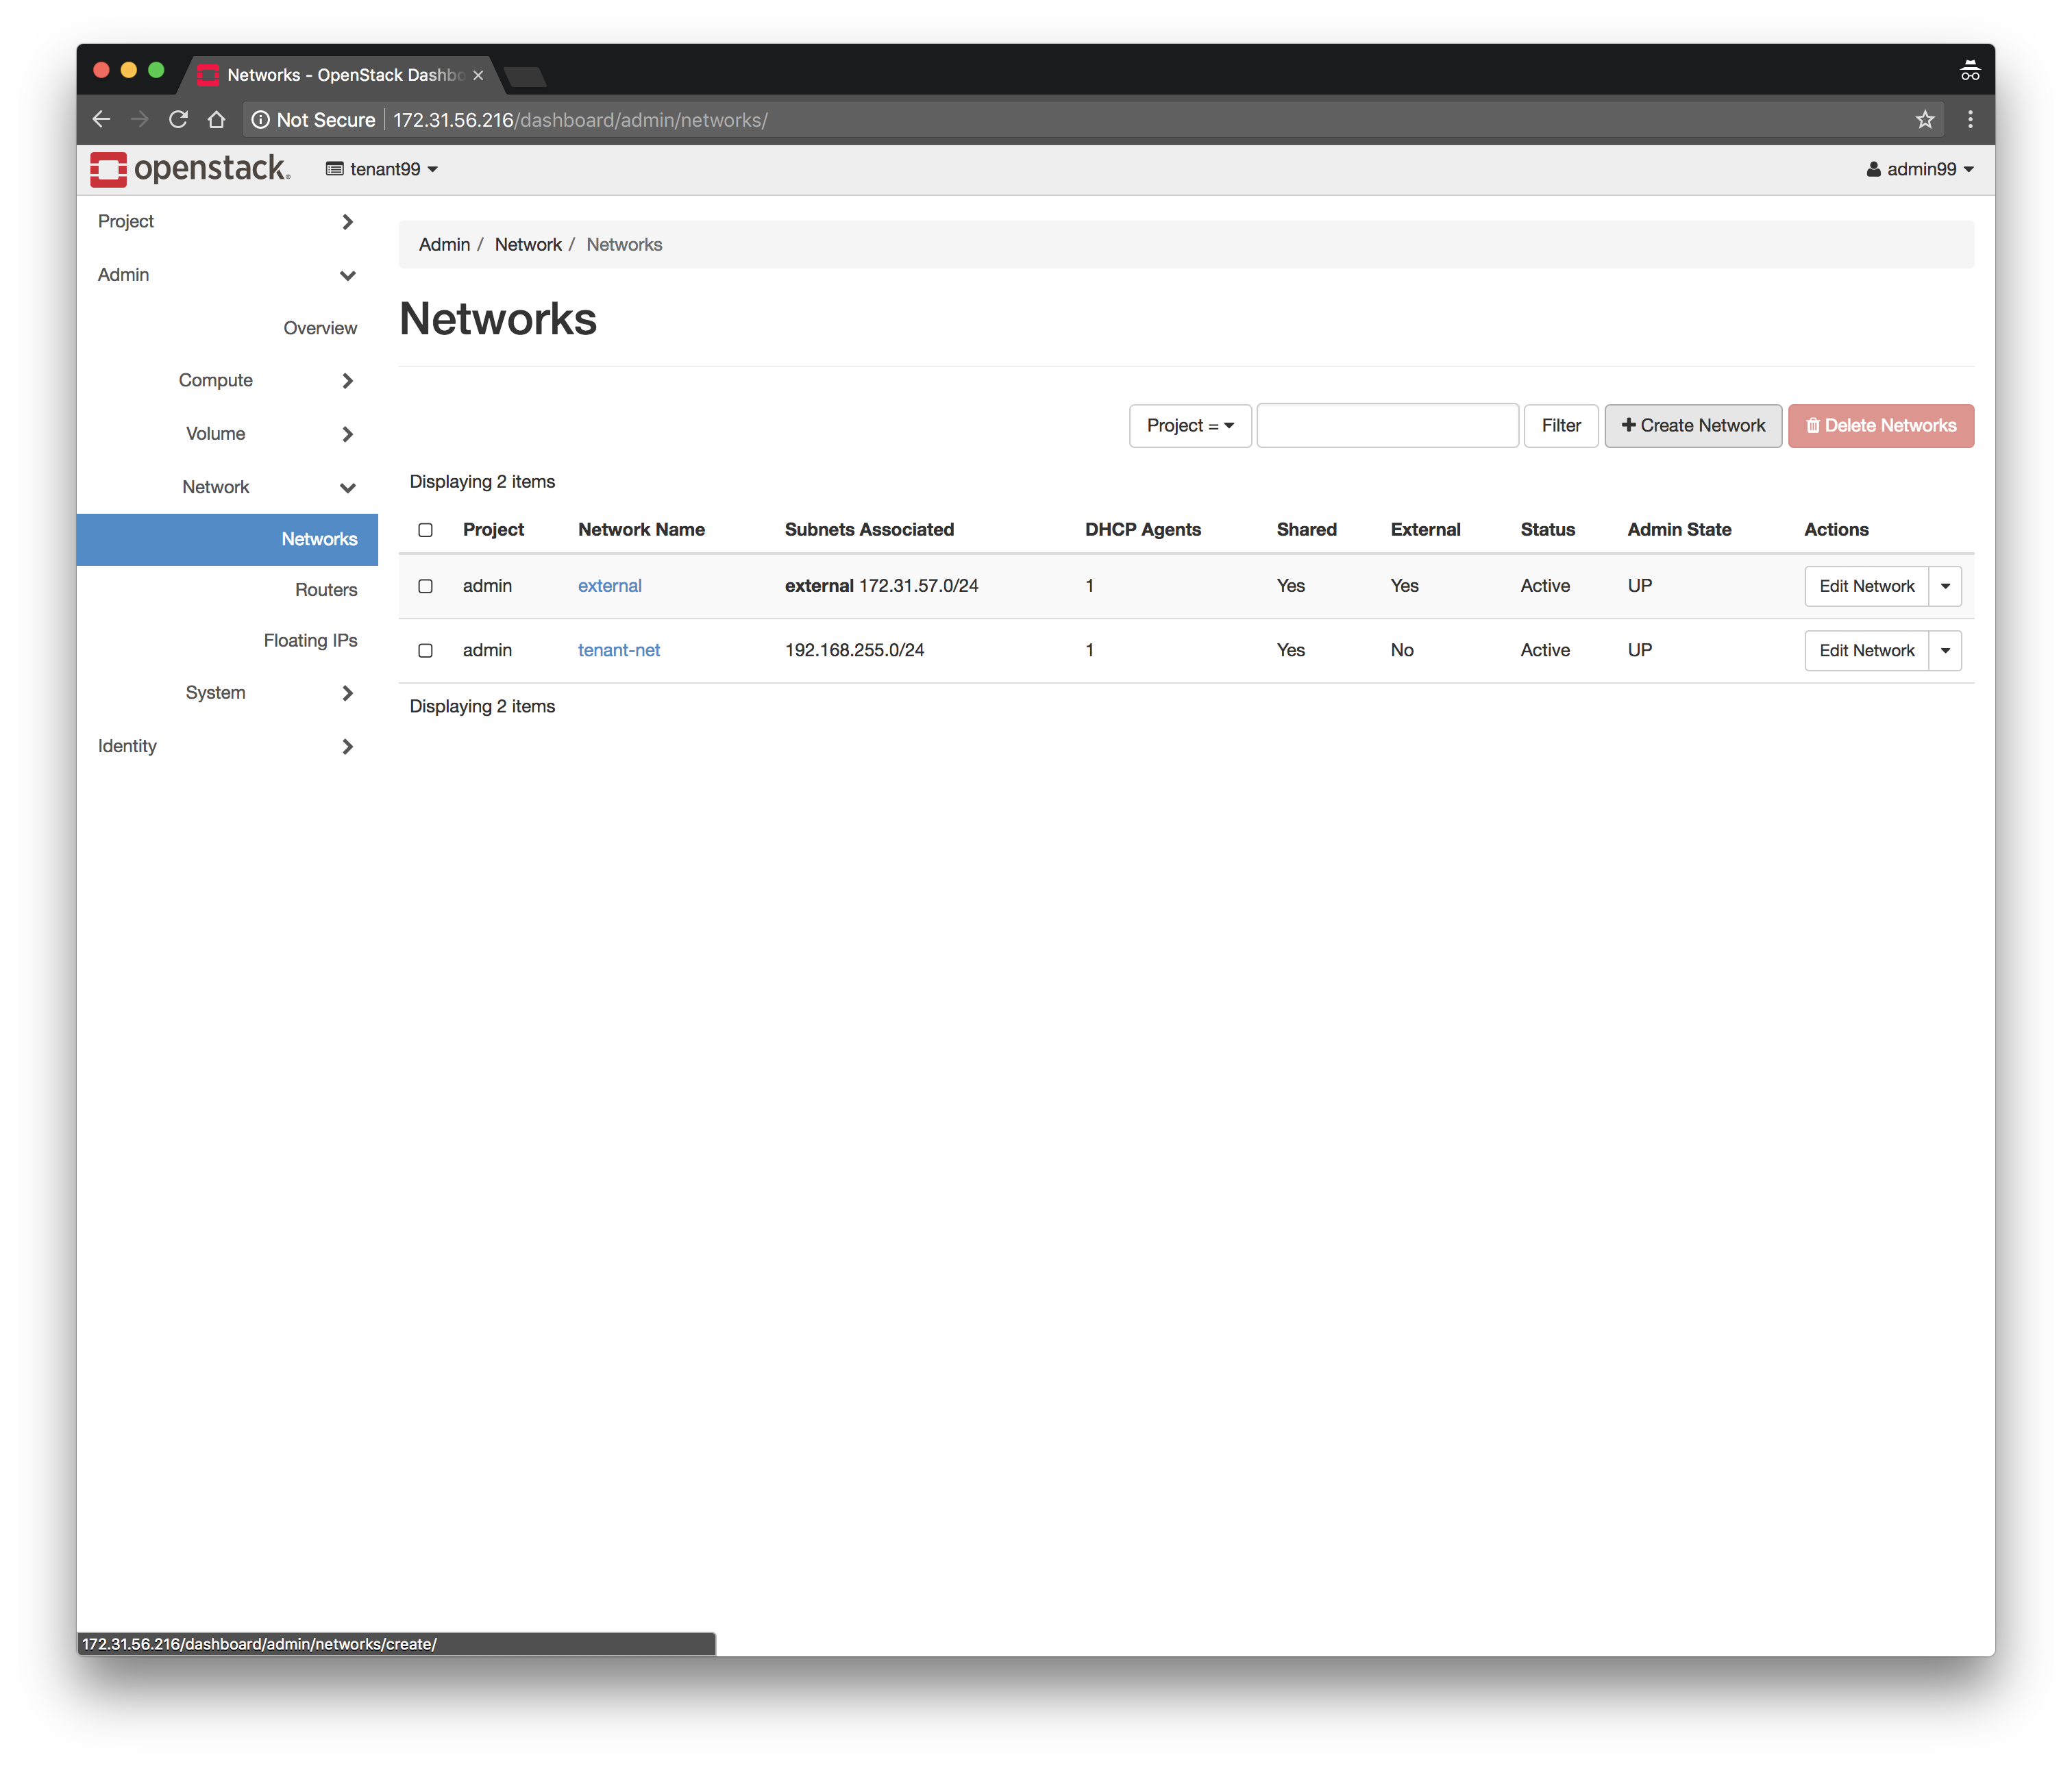 Networks - OpenStack Dashbo
Not Secure 172.31.56.216/dashboard/admin/networks/
openstack. tenant99 admin99
Project
Admin
Overview
Compute
Volume
Network
Networks
Routers
Floating IPs
System
Identity
Admin / Network / Networks
Networks
Project = Filter Create Network Delete Networks
Displaying 2 items
Project Network Name Subnets Associated DHCP Agents Shared External Status Admin State Actions
admin external external 172.31.57.0/24 1 Yes Yes Active UP Edit Network
admin tenant-net 192.168.255.0/24 1 Yes No Active UP Edit Network
Displaying 2 items
172.31.56.216/dashboard/admin/networks/create/